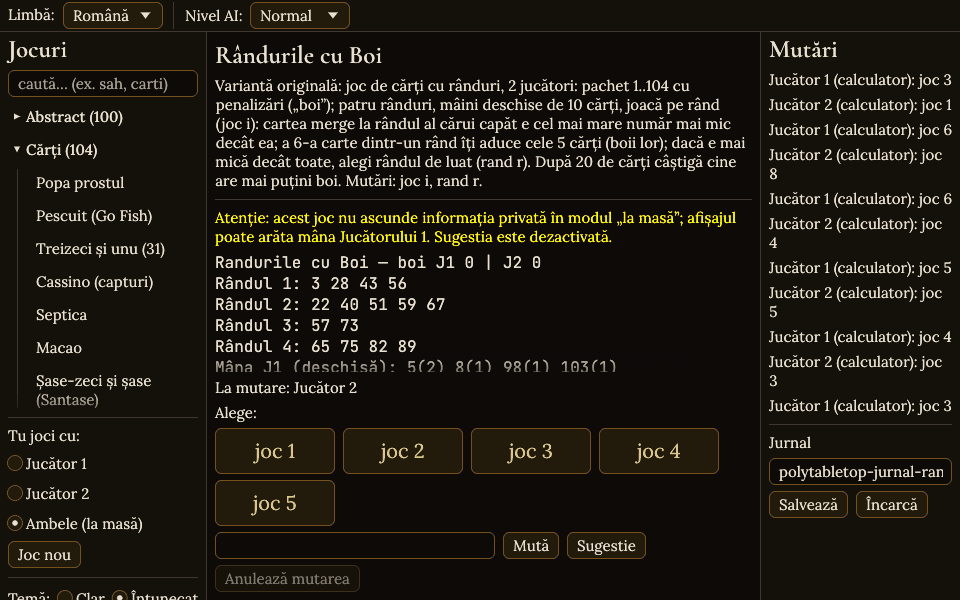 Limbă: Română ▼ Nivel AI: Normal ▼
Jocuri
caută... (ex. sah, carti)
▸ Abstract (100)
▾ Cărți (104)
Popa prostul
Pescuit (Go Fish)
Treizeci și unu (31)
Cassino (capturi)
Septica
Macao
Șase-zeci și șase
(Santase)
Tu joci cu:
Jucător 1
Jucător 2
Ambele (la masă)
Joc nou
Temă: Clar Întunecat
Rândurile cu Boi
Variantă originală: joc de cărți cu rânduri, 2 jucători: pachet 1..104 cu
penalizări („boi”); patru rânduri, mâini deschise de 10 cărți, joacă pe rând
(joc i): cartea merge la rândul al cărui capăt e cel mai mare număr mai mic
decât ea; a 6-a carte dintr-un rând îți aduce cele 5 cărți (boii lor); dacă e mai
mică decât toate, alegi rândul de luat (rand r). După 20 de cărți câștigă cine
are mai puțini boi. Mutări: joc i, rand r.
Atenție: acest joc nu ascunde informația privată în modul „la masă”; afișajul
poate arăta mâna Jucătorului 1. Sugestia este dezactivată.
Randurile cu Boi — boi J1 0 | J2 0
Rândul 1: 3 28 43 56
Rândul 2: 22 40 51 59 67
Rândul 3: 57 73
Rândul 4: 65 75 82 89
Mâna J1 (deschisă): 5(2) 8(1) 98(1) 103(1)
La mutare: Jucător 2
Alege:
joc 1 joc 2 joc 3 joc 4
joc 5
Mută Sugestie
Anulează mutarea
Mutări
Jucător 1 (calculator): joc 3
Jucător 2 (calculator): joc 1
Jucător 1 (calculator): joc 6
Jucător 2 (calculator): joc
8
Jucător 1 (calculator): joc 6
Jucător 2 (calculator): joc
4
Jucător 1 (calculator): joc 5
Jucător 2 (calculator): joc
5
Jucător 1 (calculator): joc 4
Jucător 2 (calculator): joc
3
Jucător 1 (calculator): joc 3
Jurnal
polytabletop-jurnal-ran
Salvează Încarcă